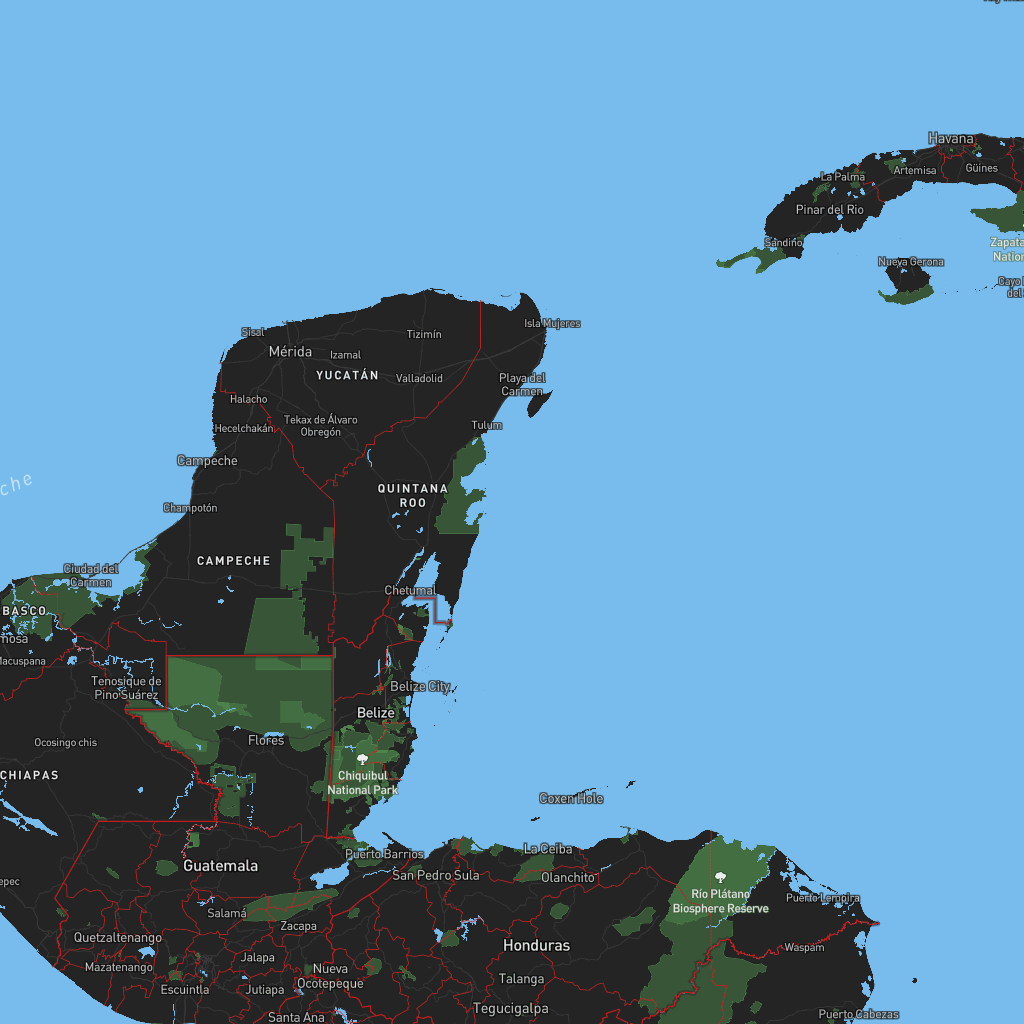 Havana
La Palma
Artemisa
Güines
Pinar del Rio
Sandino
Zapata
Nation
Nueva Gerona
Cayo
del
Isla Mujeres
Sisal
Tizimín
Mérida
Izamal
YUCATÁN
Valladolid
Playa del
Carmen
Halacho
Tekax de Álvaro
Obregón
Hecelchakán
Tulum
Campeche
che
QUINTANA
ROO
Champotón
CAMPECHE
Ciudad del
Carmen
Chetumal
BASCO
mosa
Macuspana
Tenosique de
Pino Suárez
Belize City
Belize
Ocosingo chis
Flores
CHIAPAS
Chiquibul
National Park
Coxen Hole
La Ceiba
Puerto Barrios
Guatemala
San Pedro Sula
Olanchito
epec
Río Plátano
Biosphere Reserve
Puerto Lempira
Salamá
Zacapa
Quetzaltenango
Honduras
Waspam
Jalapa
Mazatenango
Nueva
Ocotepeque
Talanga
Escuintla
Jutiapa
Tegucigalpa
Santa Ana
Puerto Cabezas